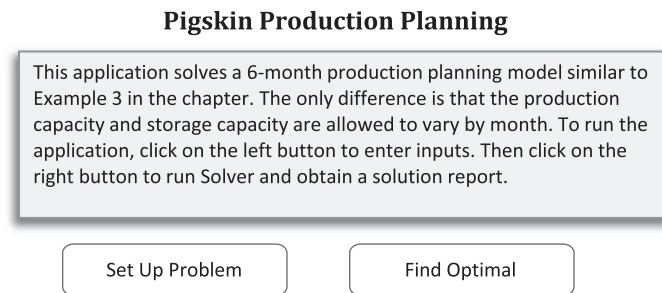 Pigskin Production Planning
This application solves a 6-month production planning model similar to
Example 3 in the chapter. The only difference is that the production
capacity and storage capacity are allowed to vary by month. To run the
application, click on the left button to enter inputs. Then click on the
right button to run Solver and obtain a solution report.
Set Up Problem
Find Optimal